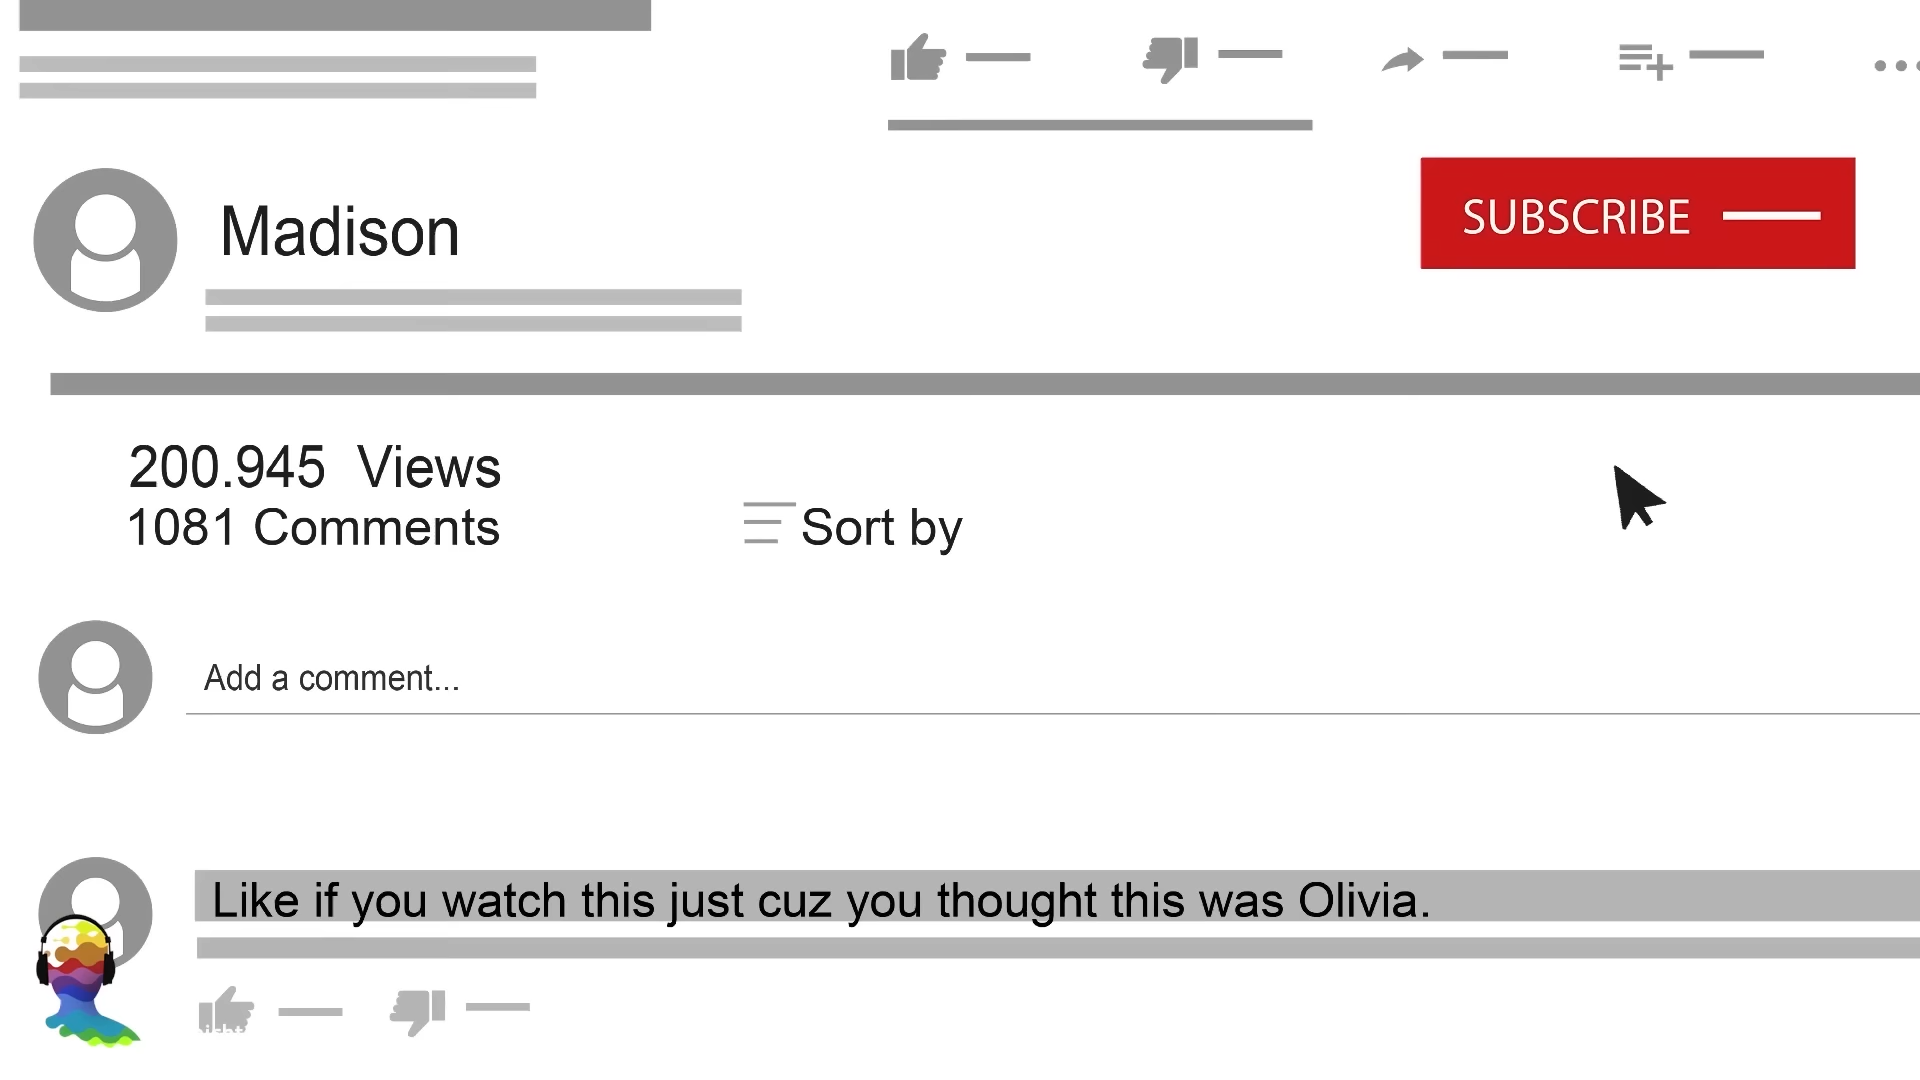 Madison
SUBSCRIBE
200.945 Views
1081 Comments
Sort by
Add a comment...
Like if you watch this just cuz you thought this was Olivia.